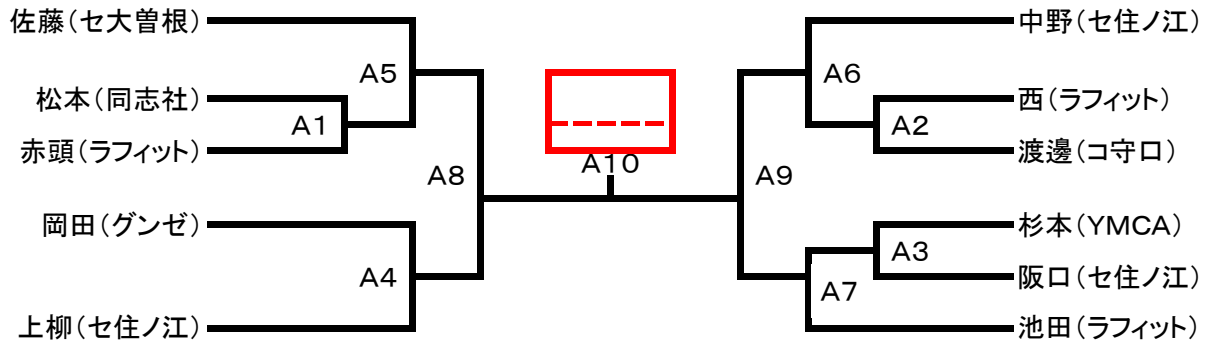 佐藤(セ大曽根)
松本(同志社)
赤頭(ラフィット)
岡田(グンゼ)
上柳(セ住ノ江)
A5
A1
A8
A4
A10
A6
A2
A9
A3
A7
中野(セ住ノ江)
西(ラフィット)
渡邊(コ守口)
杉本(YMCA)
阪口(セ住ノ江)
池田(ラフィット)